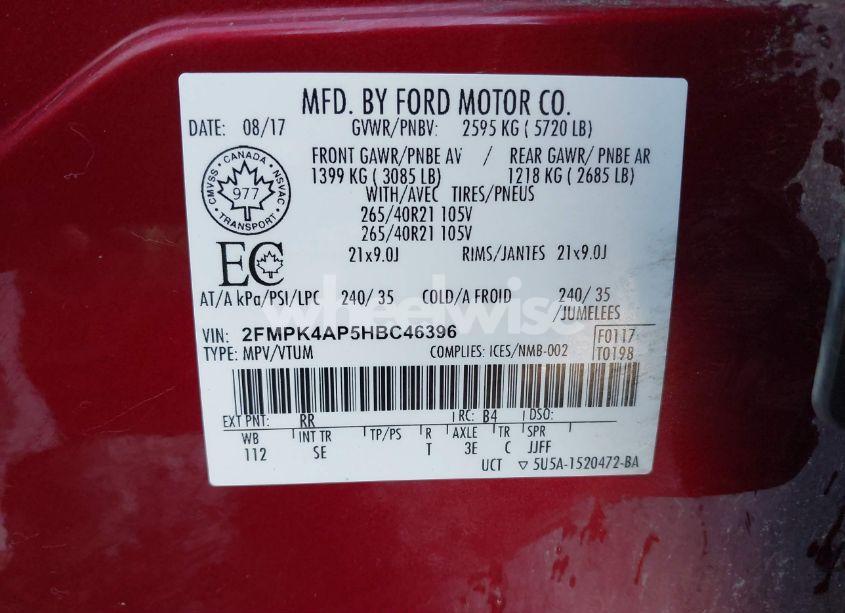 MFD. BY FORD MOTOR CO.
DATE: 08/17 GVWR/PNBV: 2595 KG ( 5720 LB)
FRONT GAWR/PNBE AV / REAR GAWR/ PNBE AR
1399 KG ( 3085 LB) 1218 KG ( 2685 LB)
WITH/AVEC TIRES/PNEUS
265/40R21 105V
265/40R21 105V
21x9.0J RIMS/JANTES 21x9.0J
CANADA
CMVSS NSVAC
977
TRANSPORT
EC
AT/A kPa/PSI/LPC 240/ 35 COLD/A FROID 240/ 35
/JUMELEES
wheelwise
VIN: 2FMPK4AP5HBC46396 F0117
TYPE: MPV/VTUM COMPLIES: ICES/NMB-002 T0198
EXT PNT: RR RC: B4 DSO:
WB INT TR TP/PS R AXLE TR SPR
112 SE T 3E C JJFF
UCT ▽ 5U5A-1520472-BA